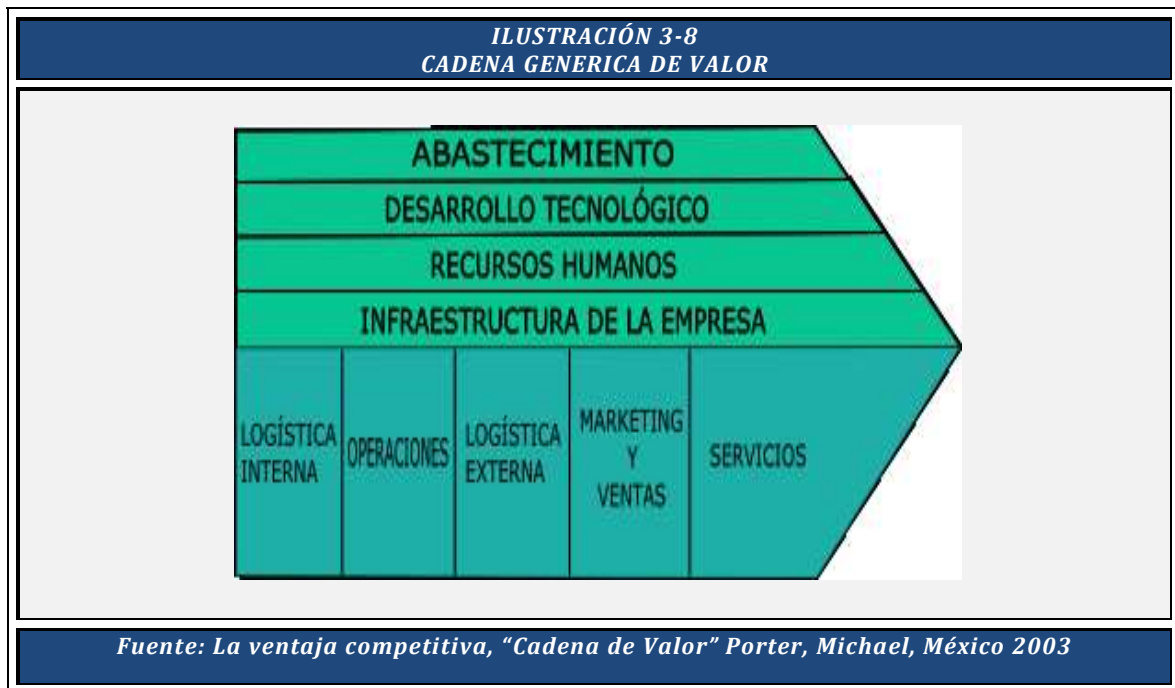 ILUSTRACIÓN 3-8
CADENA GENERICA DE VALOR
ABASTECIMIENTO
DESARROLLO TECNOLÓGICO
RECURSOS HUMANOS
INFRAESTRUCTURA DE LA EMPRESA
LOGÍSTICA
INTERNA
OPERACIONES
LOGÍSTICA
EXTERNA
MARKETING
Y
VENTAS
SERVICIOS
Fuente: La ventaja competitiva, “Cadena de Valor” Porter, Michael, México 2003